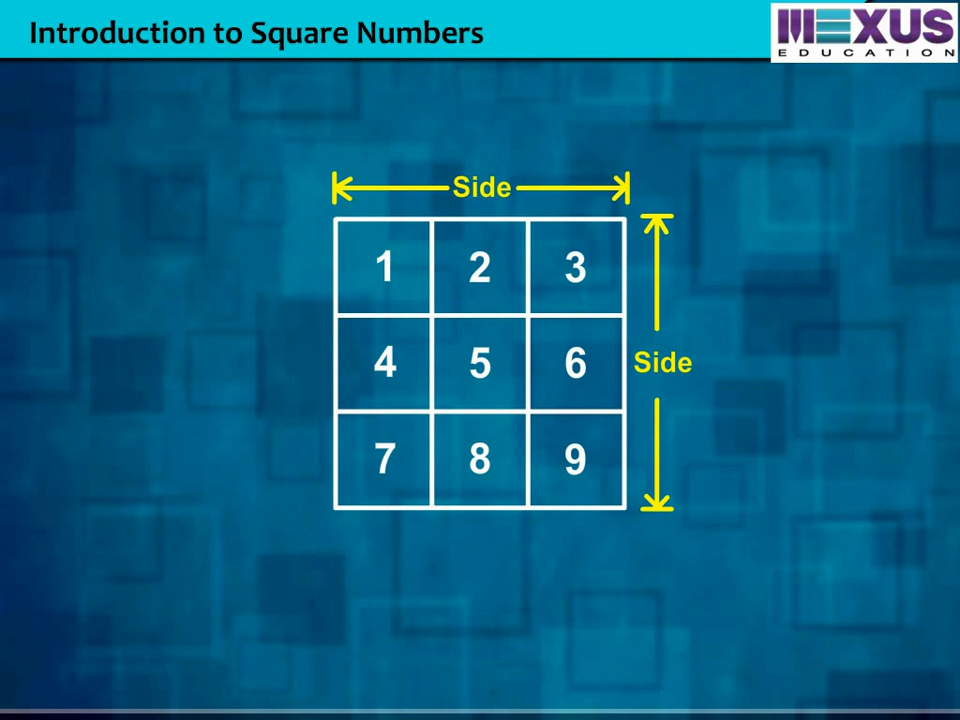 Introduction to Square Numbers
MEXUS
EDUCATION
Side
1 2 3
4 5 6
Side
7 8 9